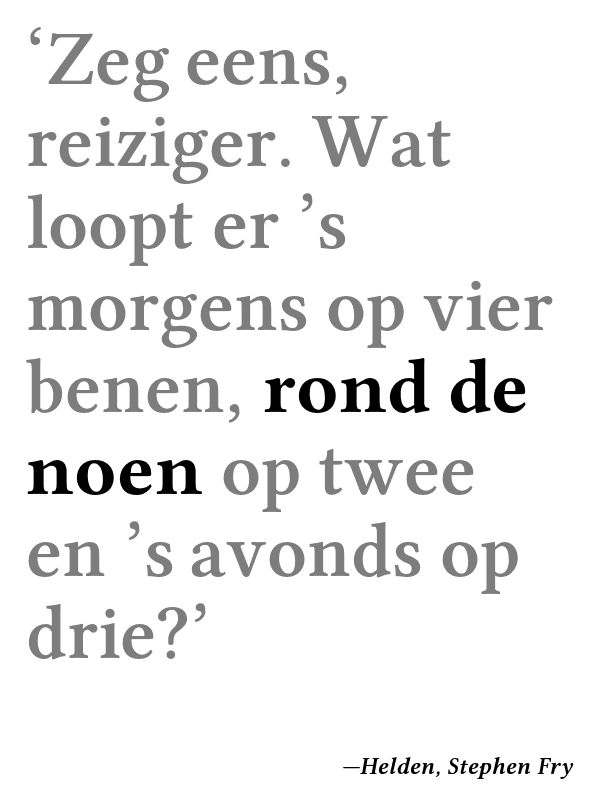 ‘Zeg eens,
reiziger. Wat
loopt er ’s
morgens op vier
benen, rond de
noen op twee
en ’s avonds op
drie?’
—Helden, Stephen Fry